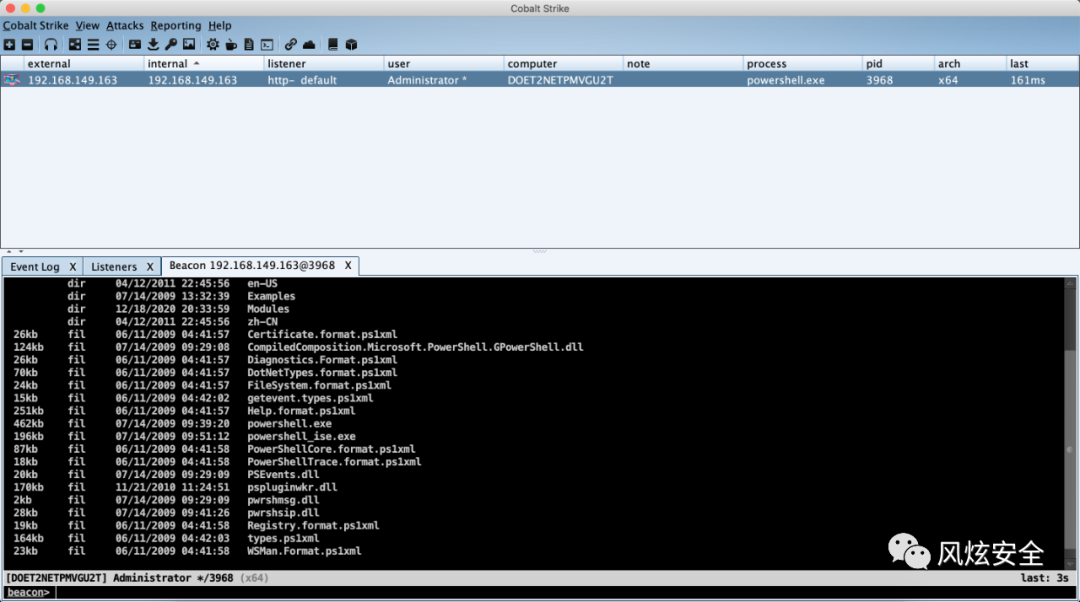 Cobalt Strike
Cobalt Strike View Attacks Reporting Help
external internal listener user computer note process pid arch last
192.168.149.163 192.168.149.163 http- default Administrator * DOET2NETPMVGU2T powershell.exe 3968 x64 161ms
Event Log X Listeners X Beacon 192.168.149.163@3968 X
dir 04/12/2011 22:45:56 en-US
dir 07/14/2009 13:32:39 Examples
dir 12/18/2020 20:33:59 Modules
dir 04/12/2011 22:45:56 zh-CN
26kb fil 06/11/2009 04:41:57 Certificate.format.ps1xml
124kb fil 07/14/2009 09:29:08 CompiledComposition.Microsoft.PowerShell.GPowerShell.dll
26kb fil 06/11/2009 04:41:57 Diagnostics.Format.ps1xml
70kb fil 06/11/2009 04:41:57 DotNetTypes.format.ps1xml
24kb fil 06/11/2009 04:41:57 FileSystem.format.ps1xml
15kb fil 06/11/2009 04:42:02 getevent.types.ps1xml
251kb fil 06/11/2009 04:41:57 Help.format.ps1xml
462kb fil 07/14/2009 09:39:20 powershell.exe
196kb fil 07/14/2009 09:51:12 powershell_ise.exe
87kb fil 06/11/2009 04:41:58 PowerShellCore.format.ps1xml
18kb fil 06/11/2009 04:41:58 PowerShellTrace.format.ps1xml
20kb fil 07/14/2009 09:29:09 PSEvents.dll
170kb fil 11/21/2010 11:24:51 pspluginwkr.dll
2kb fil 07/14/2009 09:29:09 pwrshmsg.dll
28kb fil 07/14/2009 09:41:26 pwrshsip.dll
19kb fil 06/11/2009 04:41:58 Registry.format.ps1xml
164kb fil 06/11/2009 04:42:03 types.ps1xml
23kb fil 06/11/2009 04:41:58 WSMan.Format.ps1xml
风炫安全
[DOET2NETPMVGU2T] Administrator */3968 (x64) last: 3s
beacon>